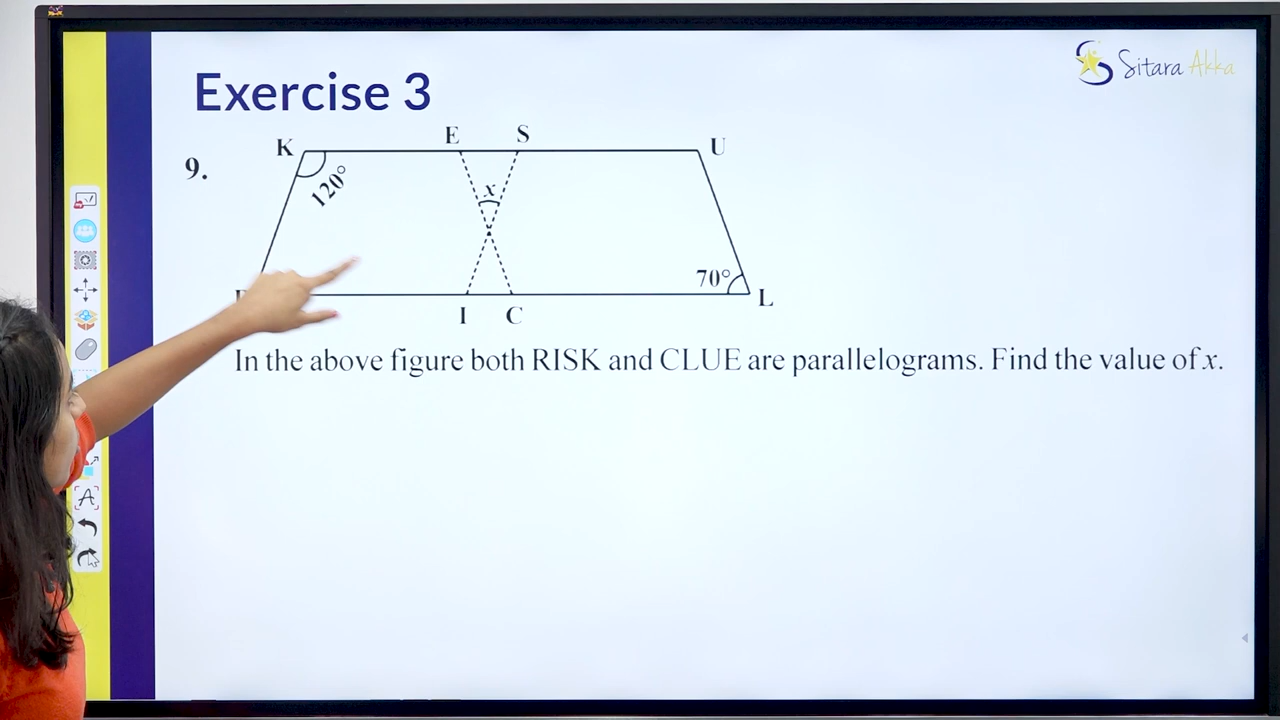 Sitara Akka
Exercise 3
9.
K E S U
120°
x
70°
I C L
In the above figure both RISK and CLUE are parallelograms. Find the value of x.
A